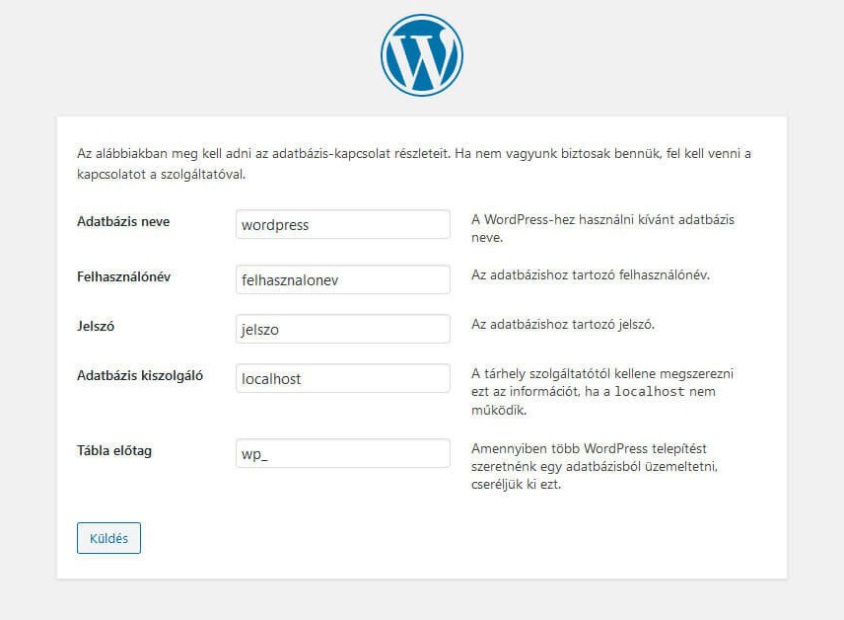 Az alábbiakban meg kell adni az adatbázis-kapcsolat részleteit. Ha nem vagyunk biztosak bennük, fel kell venni a
kapcsolatot a szolgáltatóval.
Adatbázis neve
wordpress
A WordPress-hez használni kívánt adatbázis
neve.
Felhasználónév
felhasznalonev
Az adatbázishoz tartozó felhasználónév.
Jelszó
jelszo
Az adatbázishoz tartozó jelszó.
Adatbázis kiszolgáló
localhost
A tárhely szolgáltatótól kellene megszerezni
ezt az információt, ha a localhost nem
működik.
Tábla előtag
wp_
Amennyiben több WordPress telepítést
szeretnénk egy adatbázisból üzemeltetni,
cseréljük ki ezt.
Küldés